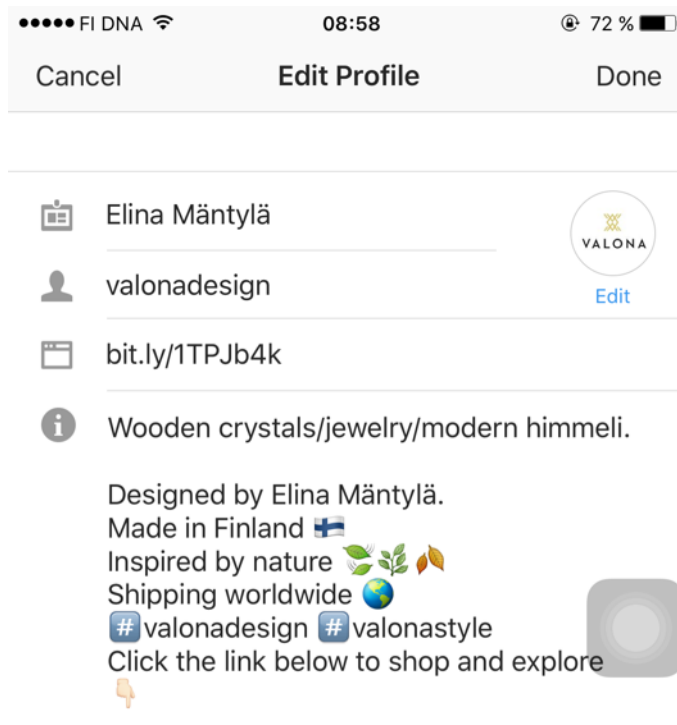 ●●●●● FI DNA 08:58 72 %
Cancel Edit Profile Done
Elina Mäntylä
VALONA
valonadesign
Edit
bit.ly/1TPJb4k
Wooden crystals/jewelry/modern himmeli.
Designed by Elina Mäntylä.
Made in Finland 🇫🇮
Inspired by nature 🍃🌿🍂
Shipping worldwide 🌎
#️⃣valonadesign #️⃣valonastyle
Click the link below to shop and explore
👇🏻